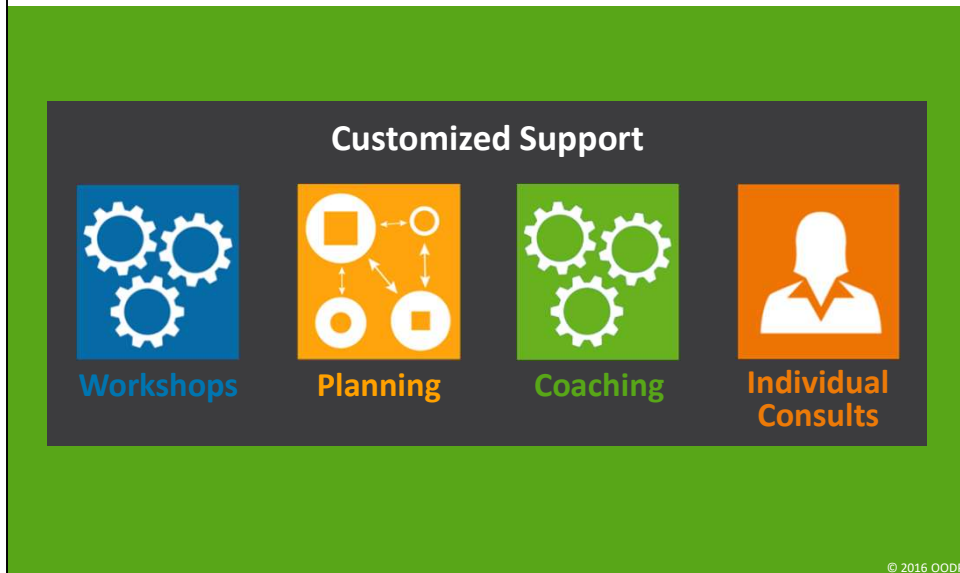 Customized Support
Workshops
Planning
Coaching
Individual
Consults
© 2016